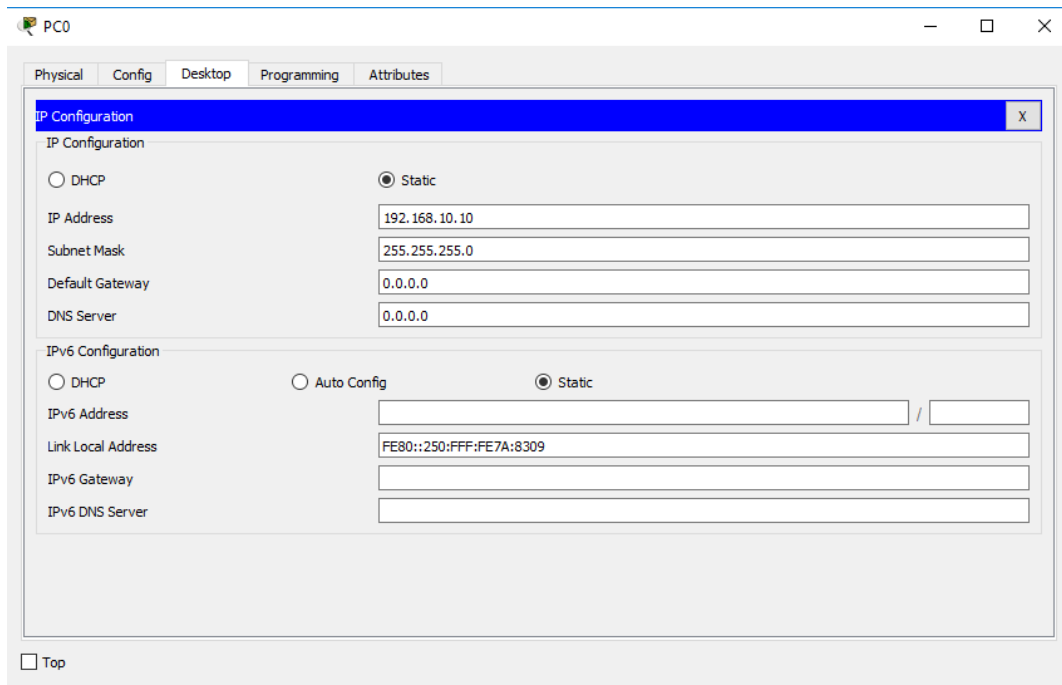 PC0
Physical Config Desktop Programming Attributes
IP Configuration X
IP Configuration
DHCP Static
IP Address 192.168.10.10
Subnet Mask 255.255.255.0
Default Gateway 0.0.0.0
DNS Server 0.0.0.0
IPv6 Configuration
DHCP Auto Config Static
IPv6 Address /
Link Local Address FE80::250:FFF:FE7A:8309
IPv6 Gateway
IPv6 DNS Server
Top